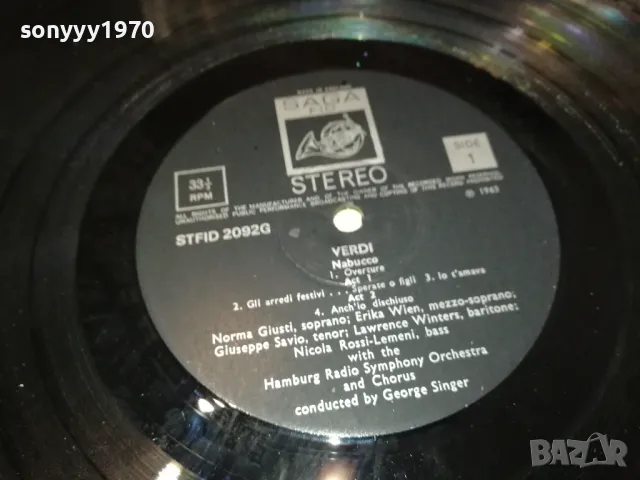 sonyyy1970
MADE IN ENGLAND
SAGA
STEREO
33⅓
RPM
SIDE
1
ALL RIGHTS OF THE MANUFACTURER AND OF THE OWNER OF THE RECORDED WORK RESERVED
UNAUTHORISED PUBLIC PERFORMANCE BROADCASTING AND COPYING OF THIS RECORD PROHIBITED
℗ 1965
STFID 2092G
VERDI
Nabucco
1. Overture
Act 1
2. Gli arredi festivi . . . Sperate o figli 3. Io t'amava
Act 2
4. Anch'io dischiuso
Norma Giusti, soprano; Erika Wien, mezzo-soprano;
Giuseppe Savio, tenor; Lawrence Winters, baritone;
Nicola Rossi-Lemeni, bass
with the
Hamburg Radio Symphony Orchestra
and Chorus
conducted by George Singer
BAZAR